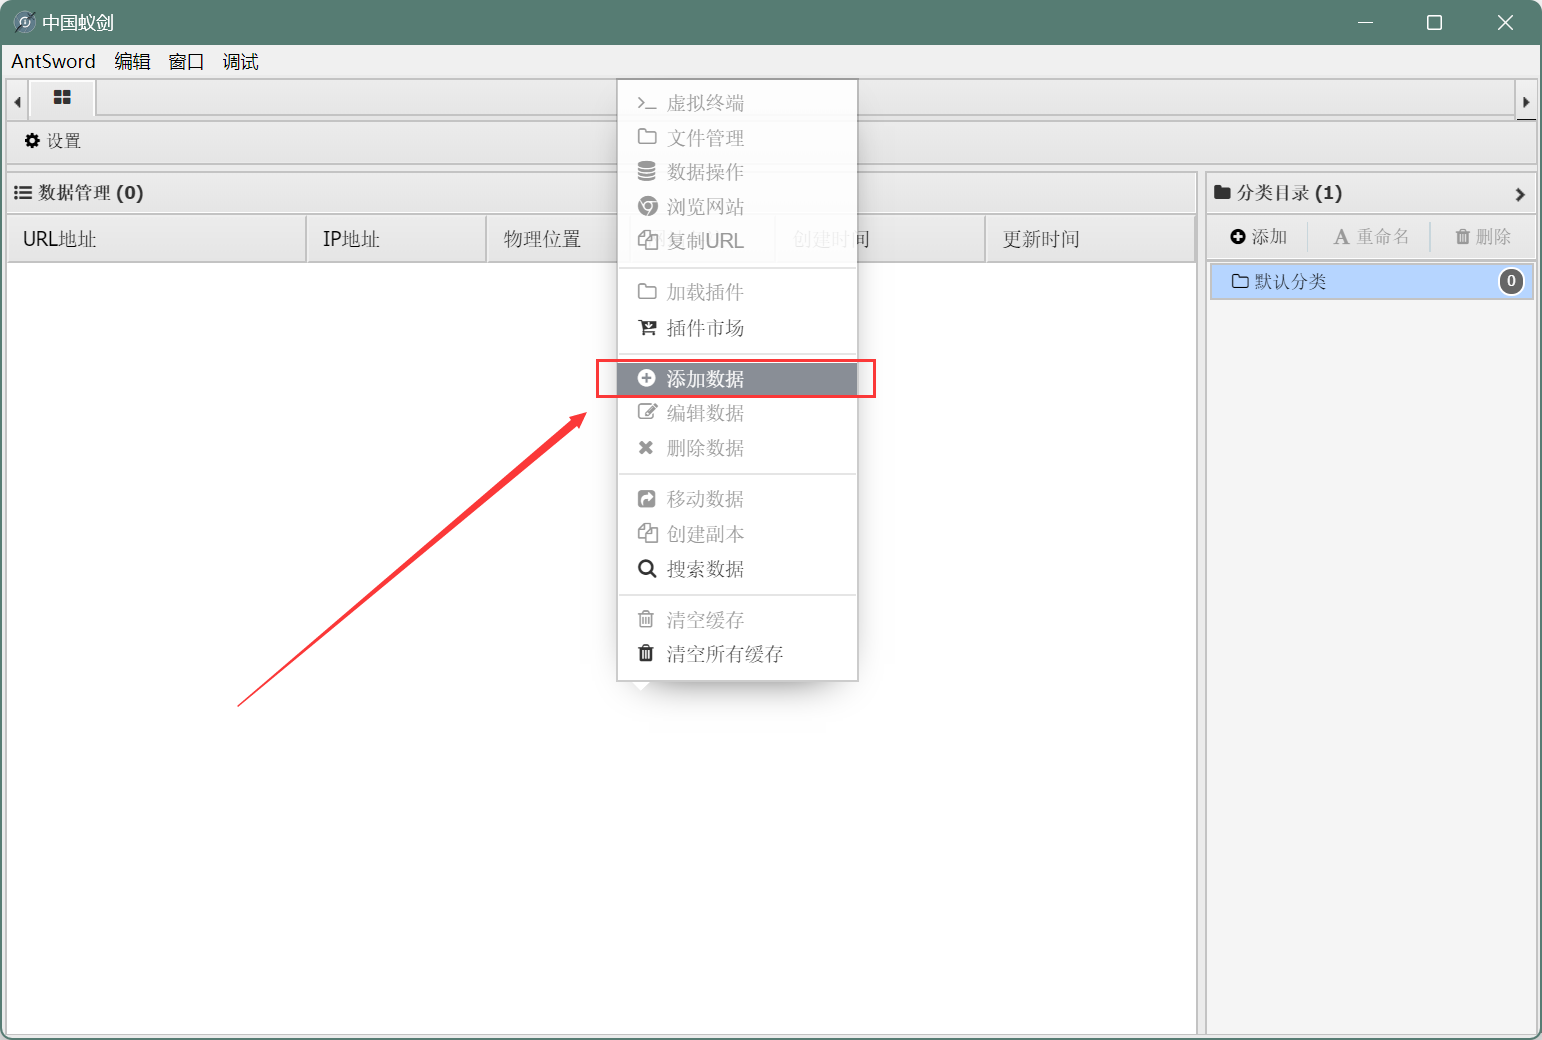 中国蚁剑
AntSword 编辑 窗口 调试
设置
数据管理 (0)
URL地址 IP地址 物理位置 创建时间 更新时间
虚拟终端
文件管理
数据操作
浏览网站
复制URL
加载插件
插件市场
添加数据
编辑数据
删除数据
移动数据
创建副本
搜索数据
清空缓存
清空所有缓存
分类目录 (1)
添加 重命名 删除
默认分类 0